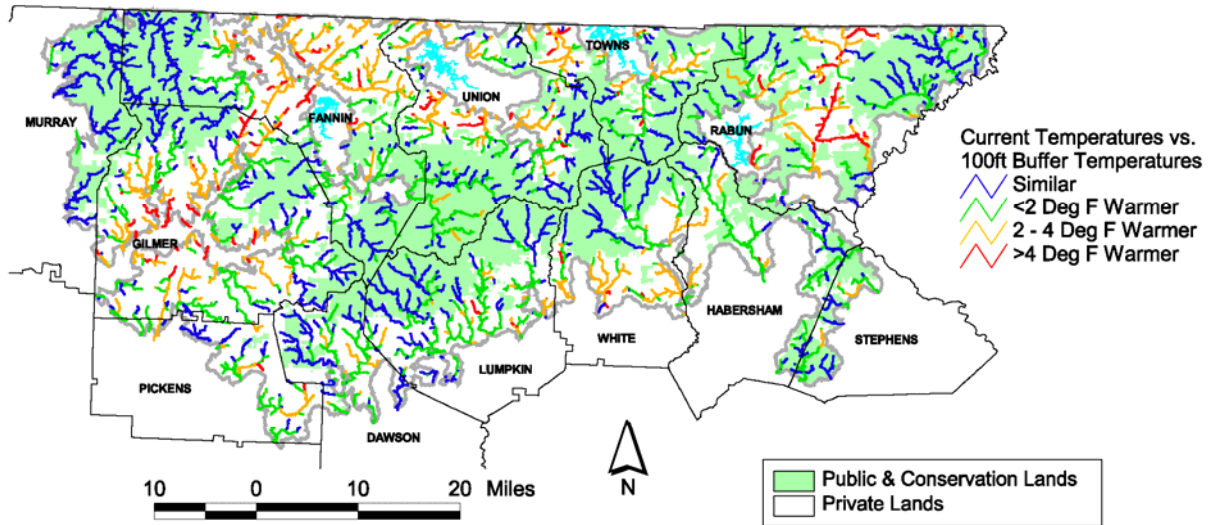 TOWNS
UNION
MURRAY
FANNIN
RABUN
Current Temperatures vs.
100ft Buffer Temperatures
Similar
<2 Deg F Warmer
2 - 4 Deg F Warmer
>4 Deg F Warmer
GILMER
HABERSHAM
WHITE
STEPHENS
LUMPKIN
PICKENS
DAWSON
N
10 0 10 20 Miles
Public & Conservation Lands
Private Lands